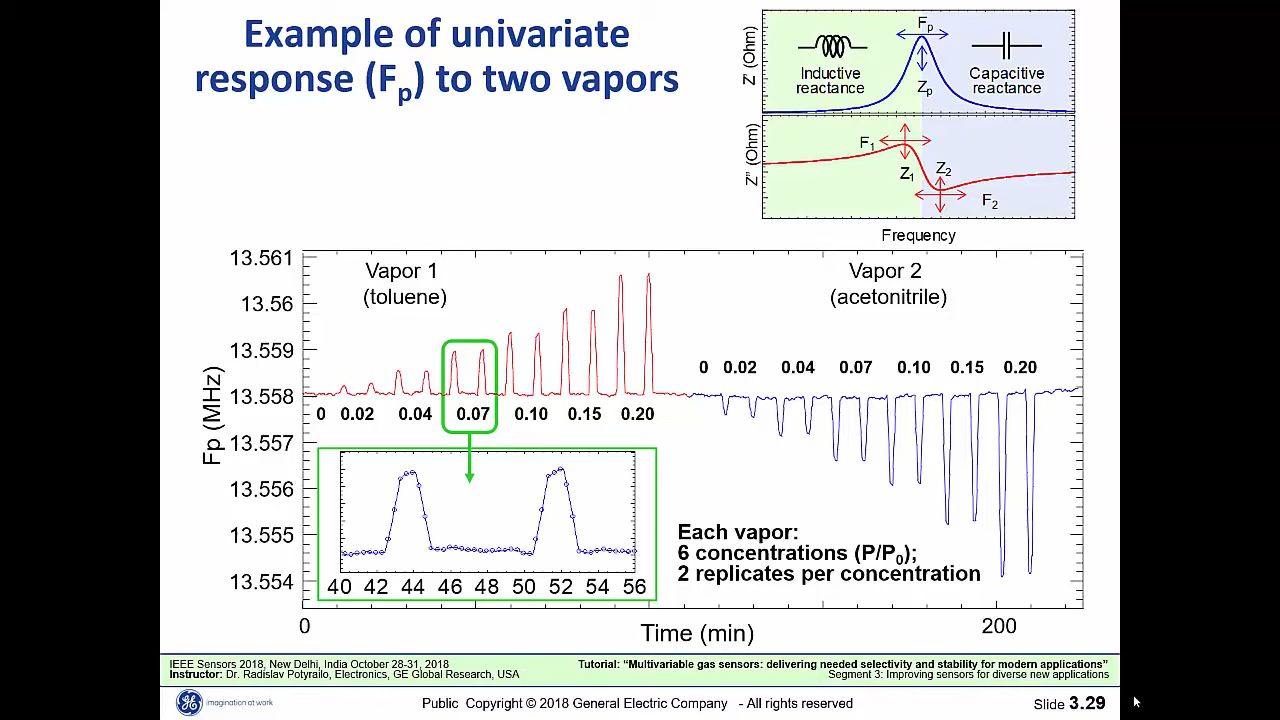 Example of univariate
response (Fp) to two vapors
Z' (Ohm)
Fp
Inductive
reactance
Zp
Capacitive
reactance
Z" (Ohm)
F1
Z1
Z2
F2
Frequency
Fp (MHz)
13.561
13.56
13.559
13.558
13.557
13.556
13.555
13.554
Vapor 1
(toluene)
0 0.02 0.04 0.07 0.10 0.15 0.20
Vapor 2
(acetonitrile)
0 0.02 0.04 0.07 0.10 0.15 0.20
40 42 44 46 48 50 52 54 56
Each vapor:
6 concentrations (P/P0);
2 replicates per concentration
0 200
Time (min)
IEEE Sensors 2018, New Delhi, India October 28-31, 2018
Instructor: Dr. Radislav Potyrailo, Electronics, GE Global Research, USA
Tutorial: “Multivariable gas sensors: delivering needed selectivity and stability for modern applications”
Segment 3: Improving sensors for diverse new applications
imagination at work
Public Copyright © 2018 General Electric Company - All rights reserved
Slide 3.29